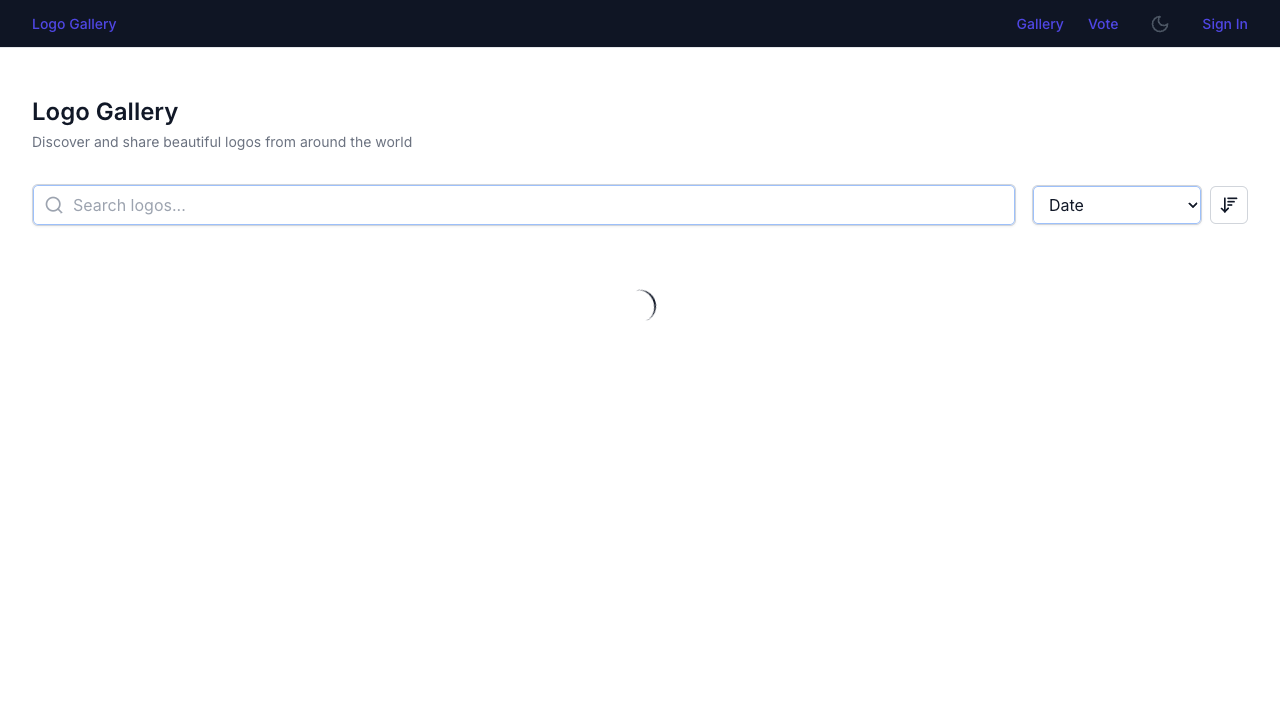 Logo Gallery
Gallery
Vote
Sign In
Logo Gallery
Discover and share beautiful logos from around the world
Search logos...
Date